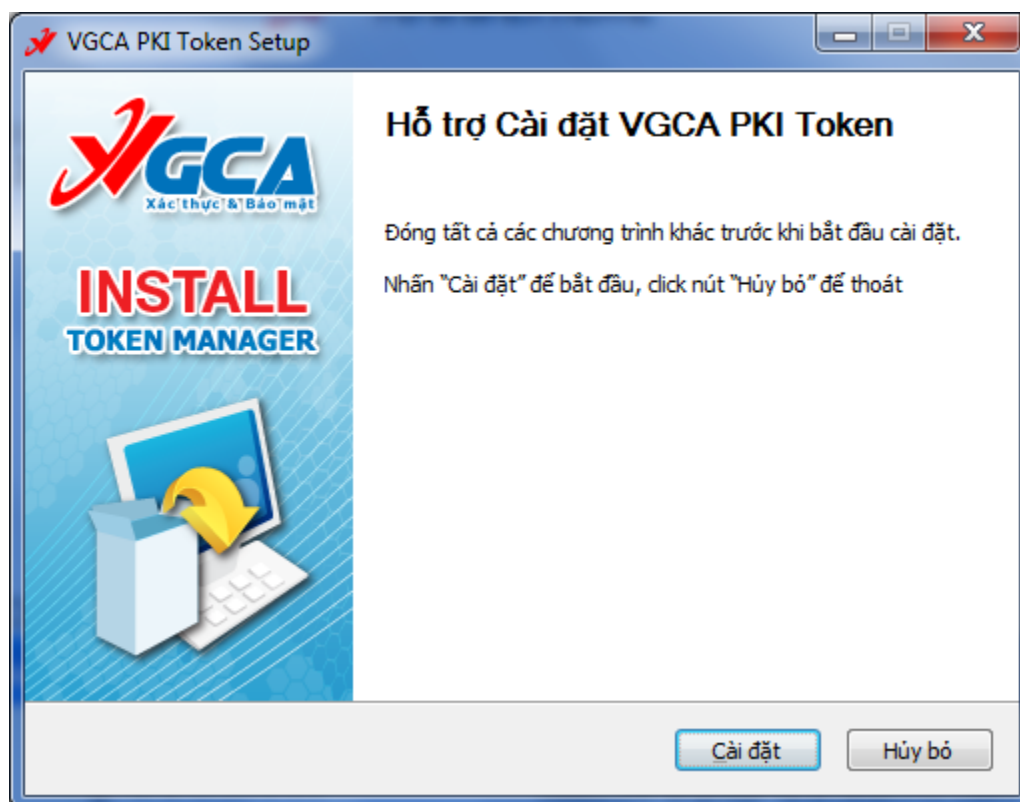 VGCA PKI Token Setup
VGCA
Xác thực & Bảo mật
INSTALL
TOKEN MANAGER
Hỗ trợ Cài đặt VGCA PKI Token
Đóng tất cả các chương trình khác trước khi bắt đầu cài đặt.
Nhấn "Cài đặt" để bắt đầu, click nút "Hủy bỏ" để thoát
Cài đặt
Hủy bỏ